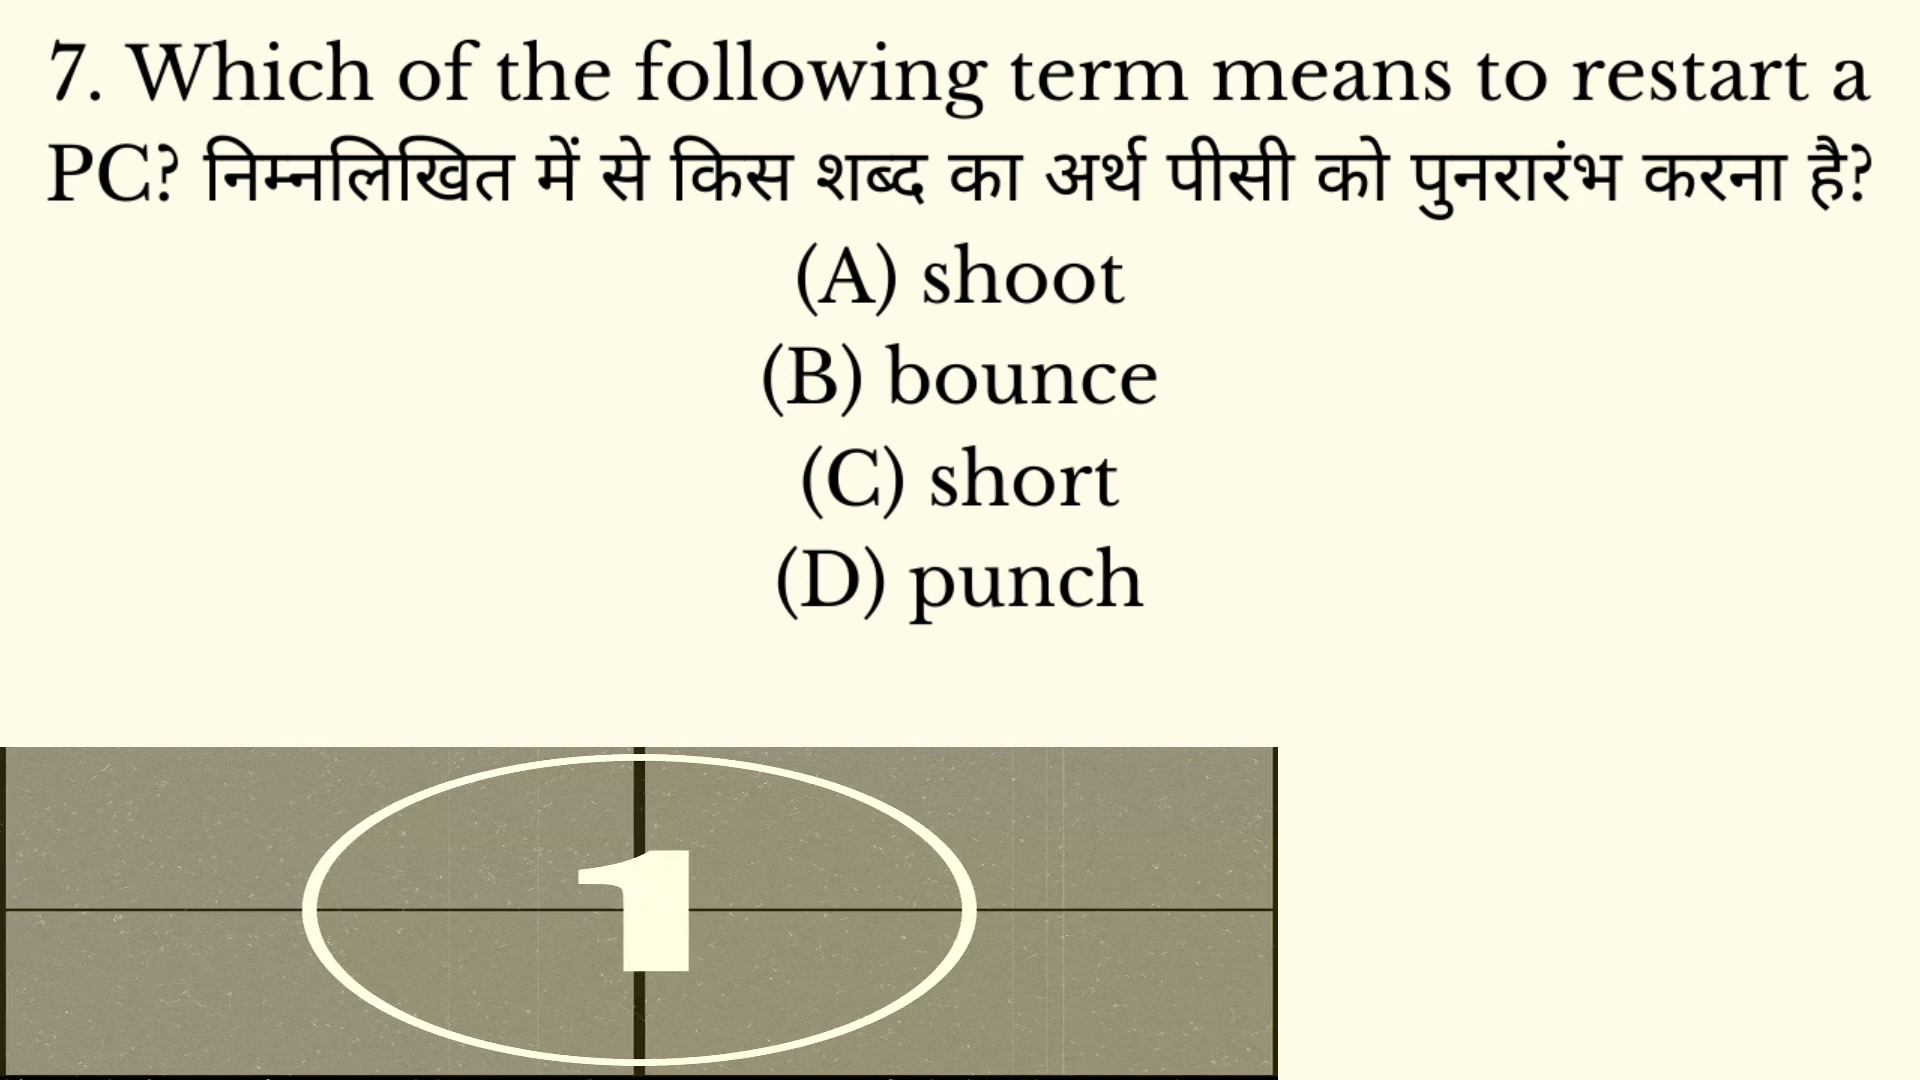 7. Which of the following term means to restart a
PC? निम्नलिखित में से किस शब्द का अर्थ पीसी को पुनरारंभ करना है?
(A) shoot
(B) bounce
(C) short
(D) punch
1